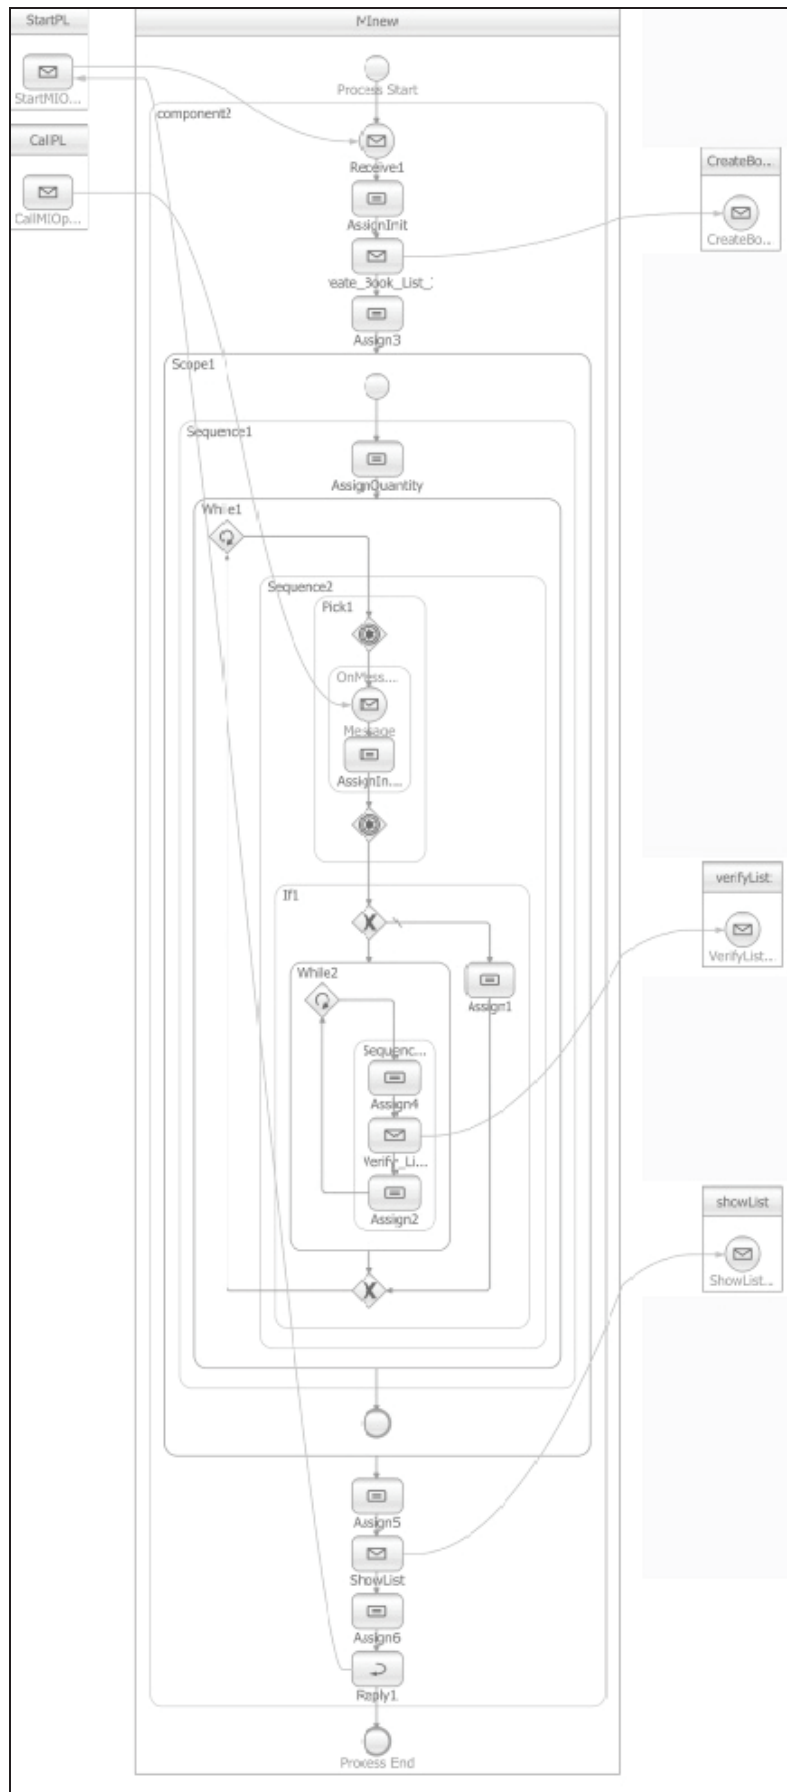 StartPL
StartMIO...
CallPL
CallMIOp...
MInew
Process Start
component2
Receive1
AssignInit
reate_Book_List_2
Assign3
Scope1
Sequence1
AssignQuantity
While1
Sequence2
Pick1
OnMess...
Message
AssignIn...
If1
While2
Assign1
Sequenc...
Assign4
Verify_Li...
Assign2
Assign5
ShowList
Assign6
Reply1
Process End
CreateBo...
CreateBo...
verifyList
VerifyList...
showList
ShowList...